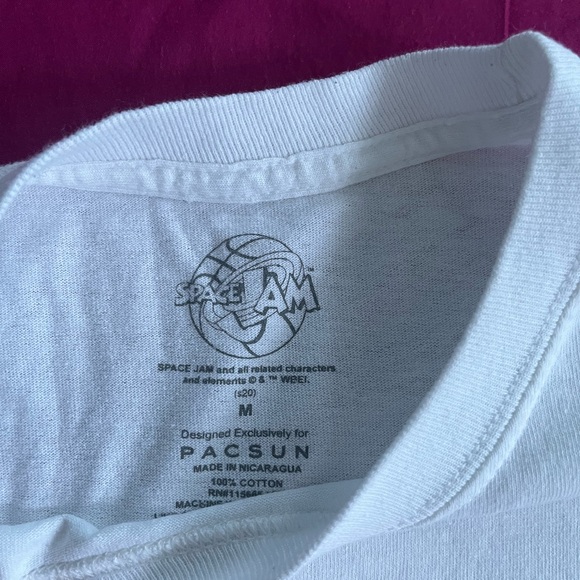 SPACE JAM™
SPACE JAM and all related characters
and elements © & ™ WBEI.
(s20)
M
Designed Exclusively for
PACSUN
MADE IN NICARAGUA
100% COTTON